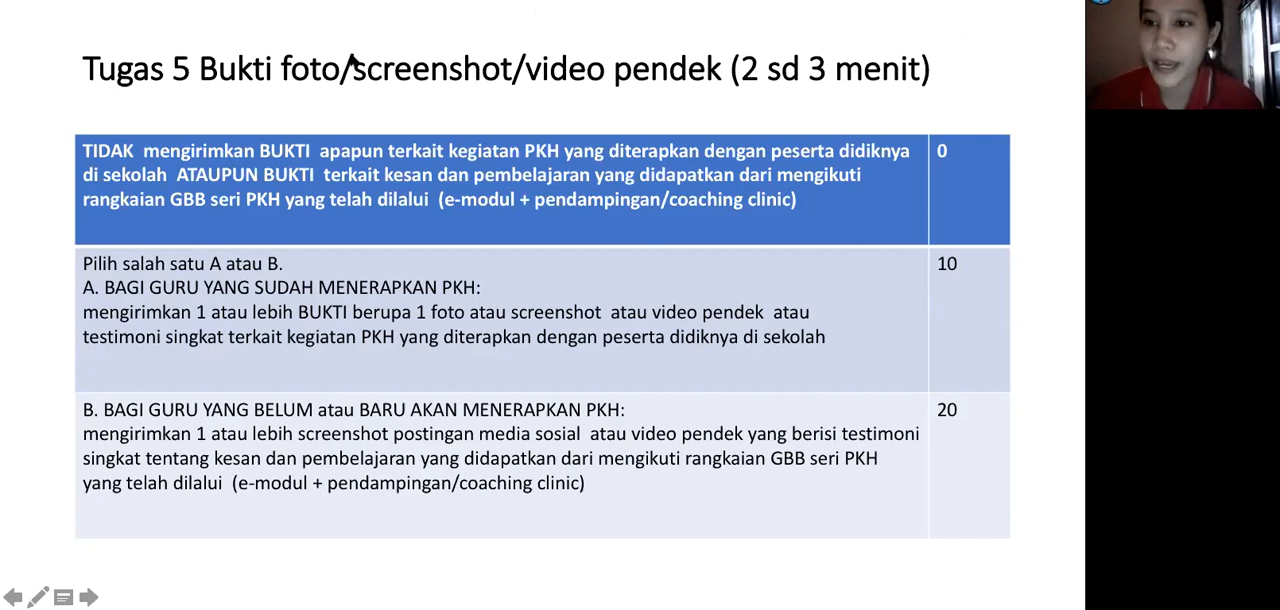 Tugas 5 Bukti foto/screenshot/video pendek (2 sd 3 menit)
TIDAK mengirimkan BUKTI apapun terkait kegiatan PKH yang diterapkan dengan peserta didiknya
di sekolah ATAUPUN BUKTI terkait kesan dan pembelajaran yang didapatkan dari mengikuti
rangkaian GBB seri PKH yang telah dilalui (e-modul + pendampingan/coaching clinic)
0
Pilih salah satu A atau B.
A. BAGI GURU YANG SUDAH MENERAPKAN PKH:
mengirimkan 1 atau lebih BUKTI berupa 1 foto atau screenshot atau video pendek atau
testimoni singkat terkait kegiatan PKH yang diterapkan dengan peserta didiknya di sekolah
10
B. BAGI GURU YANG BELUM atau BARU AKAN MENERAPKAN PKH:
mengirimkan 1 atau lebih screenshot postingan media sosial atau video pendek yang berisi testimoni
singkat tentang kesan dan pembelajaran yang didapatkan dari mengikuti rangkaian GBB seri PKH
yang telah dilalui (e-modul + pendampingan/coaching clinic)
20